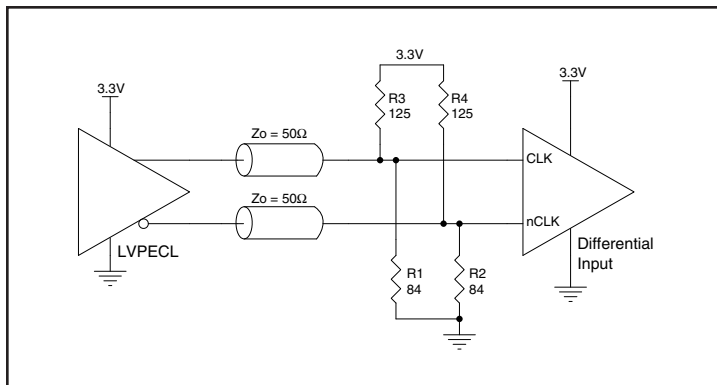 3.3V
3.3V
3.3V
R3
125
R4
125
Zo = 50Ω
CLK
Zo = 50Ω
nCLK
LVPECL
Differential
Input
R1
84
R2
84